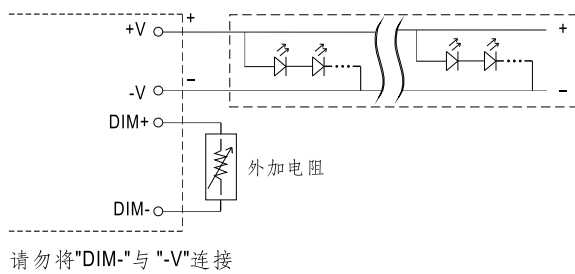 +V
+
-V
−
DIM+
DIM-
外加电阻
+
−
请勿将"DIM-"与 "-V"连接